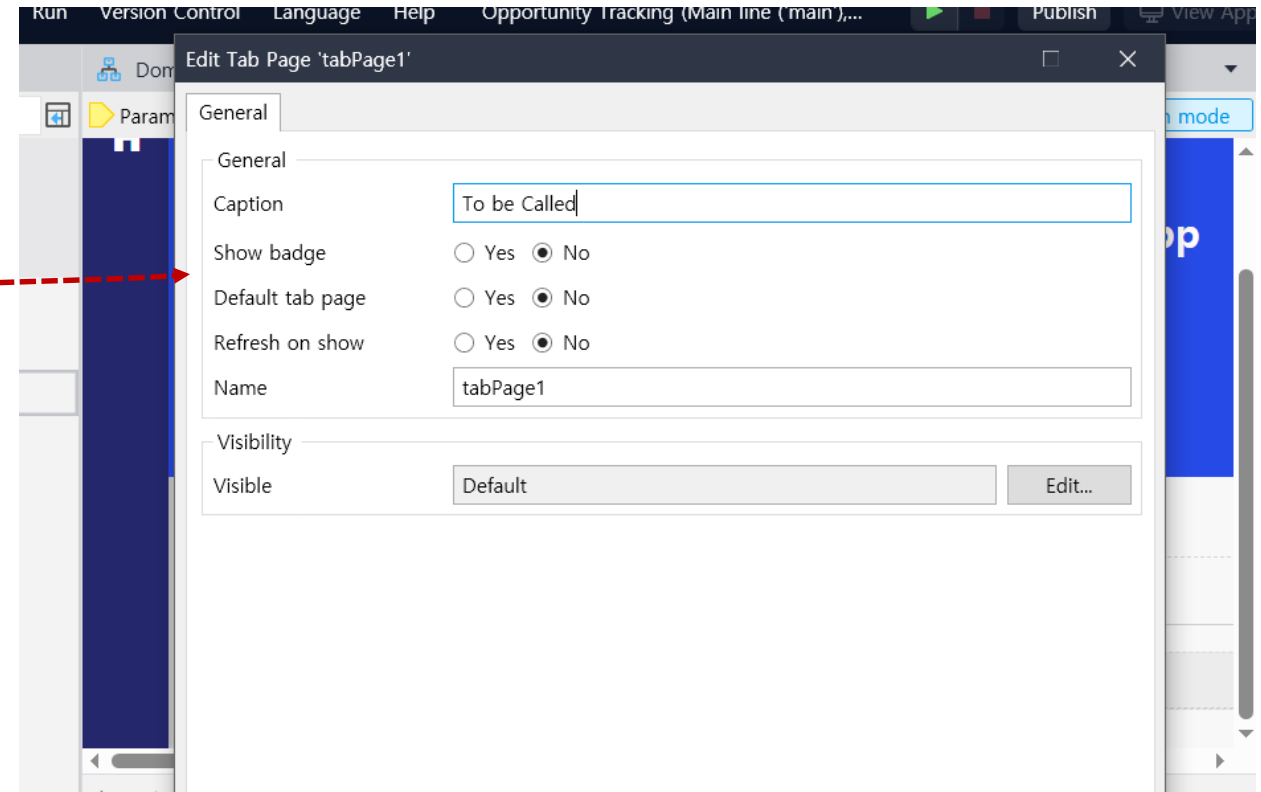 Run Version Control Language Help Opportunity Tracking (Main line ('main'),... Publish View App
Edit Tab Page 'tabPage1'
Dom
Param
General
n mode
General
Caption To be Called
pp
Show badge Yes No
Default tab page Yes No
Refresh on show Yes No
Name tabPage1
Visibility
Visible Default Edit...